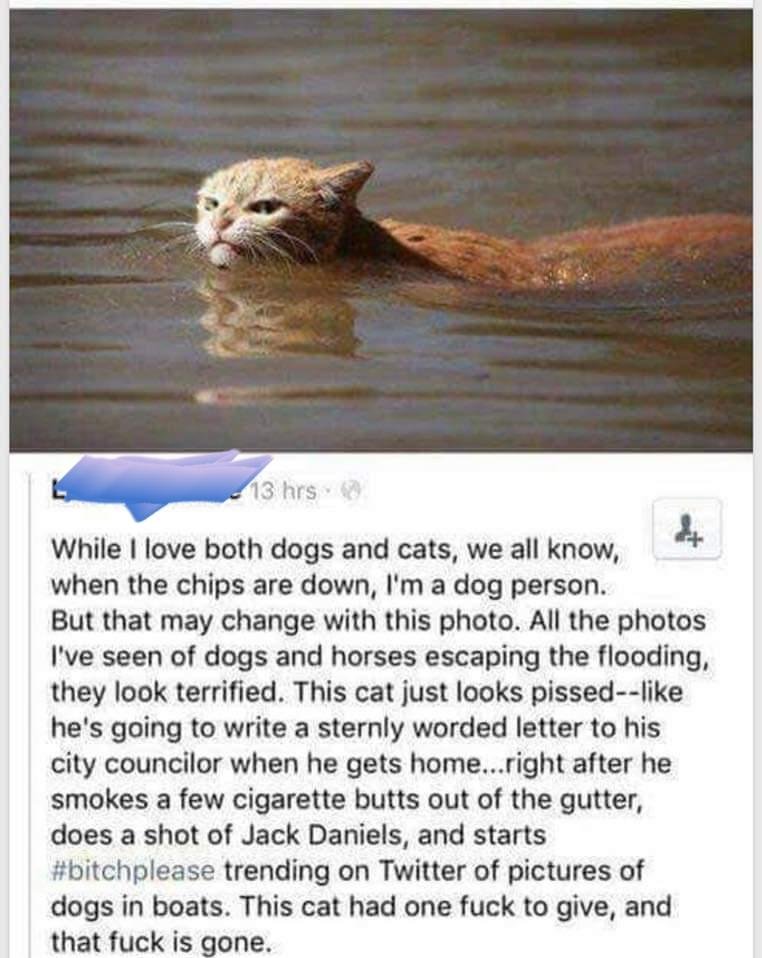 13 hrs ·
While I love both dogs and cats, we all know,
when the chips are down, I'm a dog person.
But that may change with this photo. All the photos
I've seen of dogs and horses escaping the flooding,
they look terrified. This cat just looks pissed--like
he's going to write a sternly worded letter to his
city councilor when he gets home...right after he
smokes a few cigarette butts out of the gutter,
does a shot of Jack Daniels, and starts
#bitchplease trending on Twitter of pictures of
dogs in boats. This cat had one fuck to give, and
that fuck is gone.